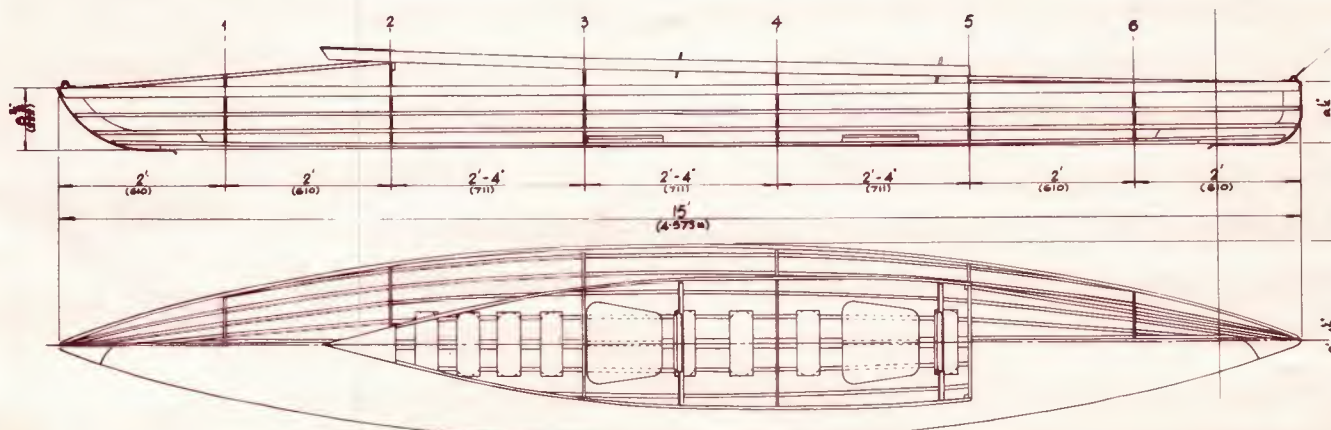 1 2 3 4 5 6
2' 2' 2'-4" 2'-4" 2'-4" 2' 2'
(610) (610) (711) (711) (711) (610) (610)
15'
(4·573m)